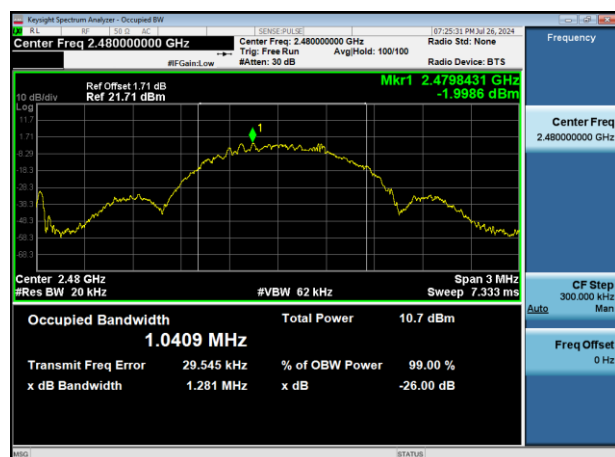 Keysight Spectrum Analyzer - Occupied BW
RL RF 50 Ω AC SENSE:PULSE 07:25:31 PM Jul 26, 2024
Center Freq 2.480000000 GHz
Center Freq: 2.480000000 GHz Radio Std: None
Trig: Free Run Avg|Hold: 100/100
#IFGain:Low #Atten: 30 dB Radio Device: BTS
Frequency
Mkr1 2.4798431 GHz
-1.9986 dBm
Ref Offset 1.71 dB
10 dB/div Ref 21.71 dBm
Log
11.7
1.71
-8.29
-18.3
-28.3
-38.3
-48.3
-58.3
-68.3
1
Center 2.48 GHz Span 3 MHz
#Res BW 20 kHz #VBW 62 kHz Sweep 7.333 ms
Occupied Bandwidth Total Power 10.7 dBm
1.0409 MHz
Transmit Freq Error 29.545 kHz % of OBW Power 99.00 %
x dB Bandwidth 1.281 MHz x dB -26.00 dB
Center Freq
2.480000000 GHz
CF Step
300.000 kHz
Auto Man
Freq Offset
0 Hz
MSG STATUS